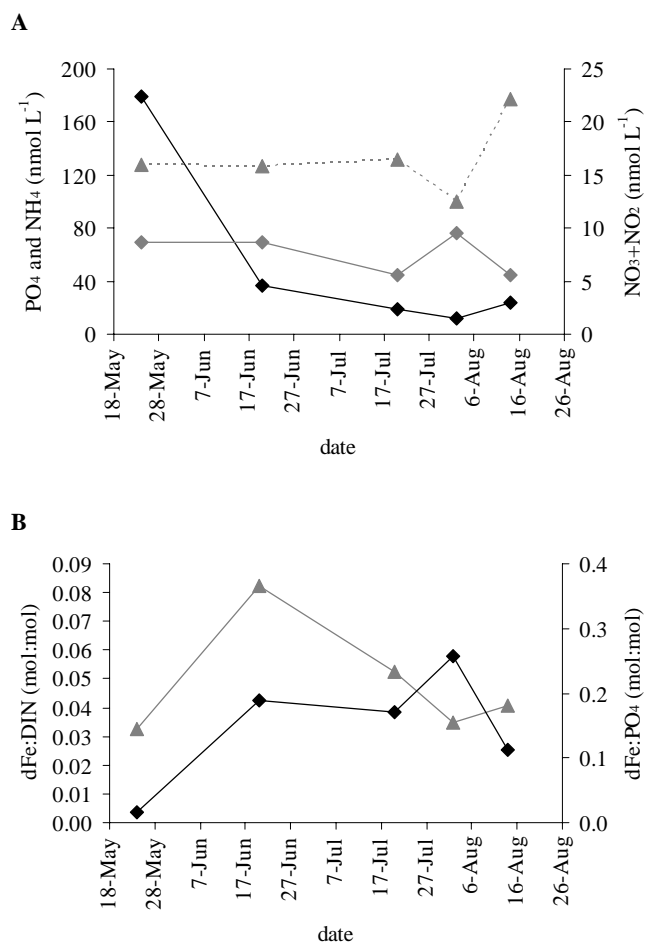 A
200
160
120
80
40
0
PO4 and NH4 (nmol L-1)
25
20
15
10
5
0
NO3+NO2 (nmol L-1)
18-May
28-May
7-Jun
17-Jun
27-Jun
7-Jul
17-Jul
27-Jul
6-Aug
16-Aug
26-Aug
date
B
0.09
0.08
0.07
0.06
0.05
0.04
0.03
0.02
0.01
0.00
dFe:DIN (mol:mol)
0.4
0.3
0.2
0.1
0.0
dFe:PO4 (mol:mol)
18-May
28-May
7-Jun
17-Jun
27-Jun
7-Jul
17-Jul
27-Jul
6-Aug
16-Aug
26-Aug
date